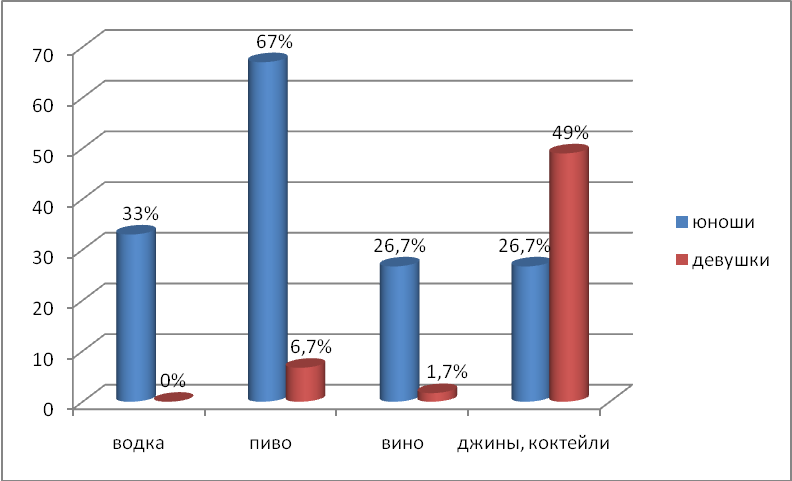 67%
70
60
49%
50
40
33%
юноши
26,7%
26,7%
30
девушки
20
6,7%
10
1,7%
0%
0
водка
пиво
вино
джины, коктейли